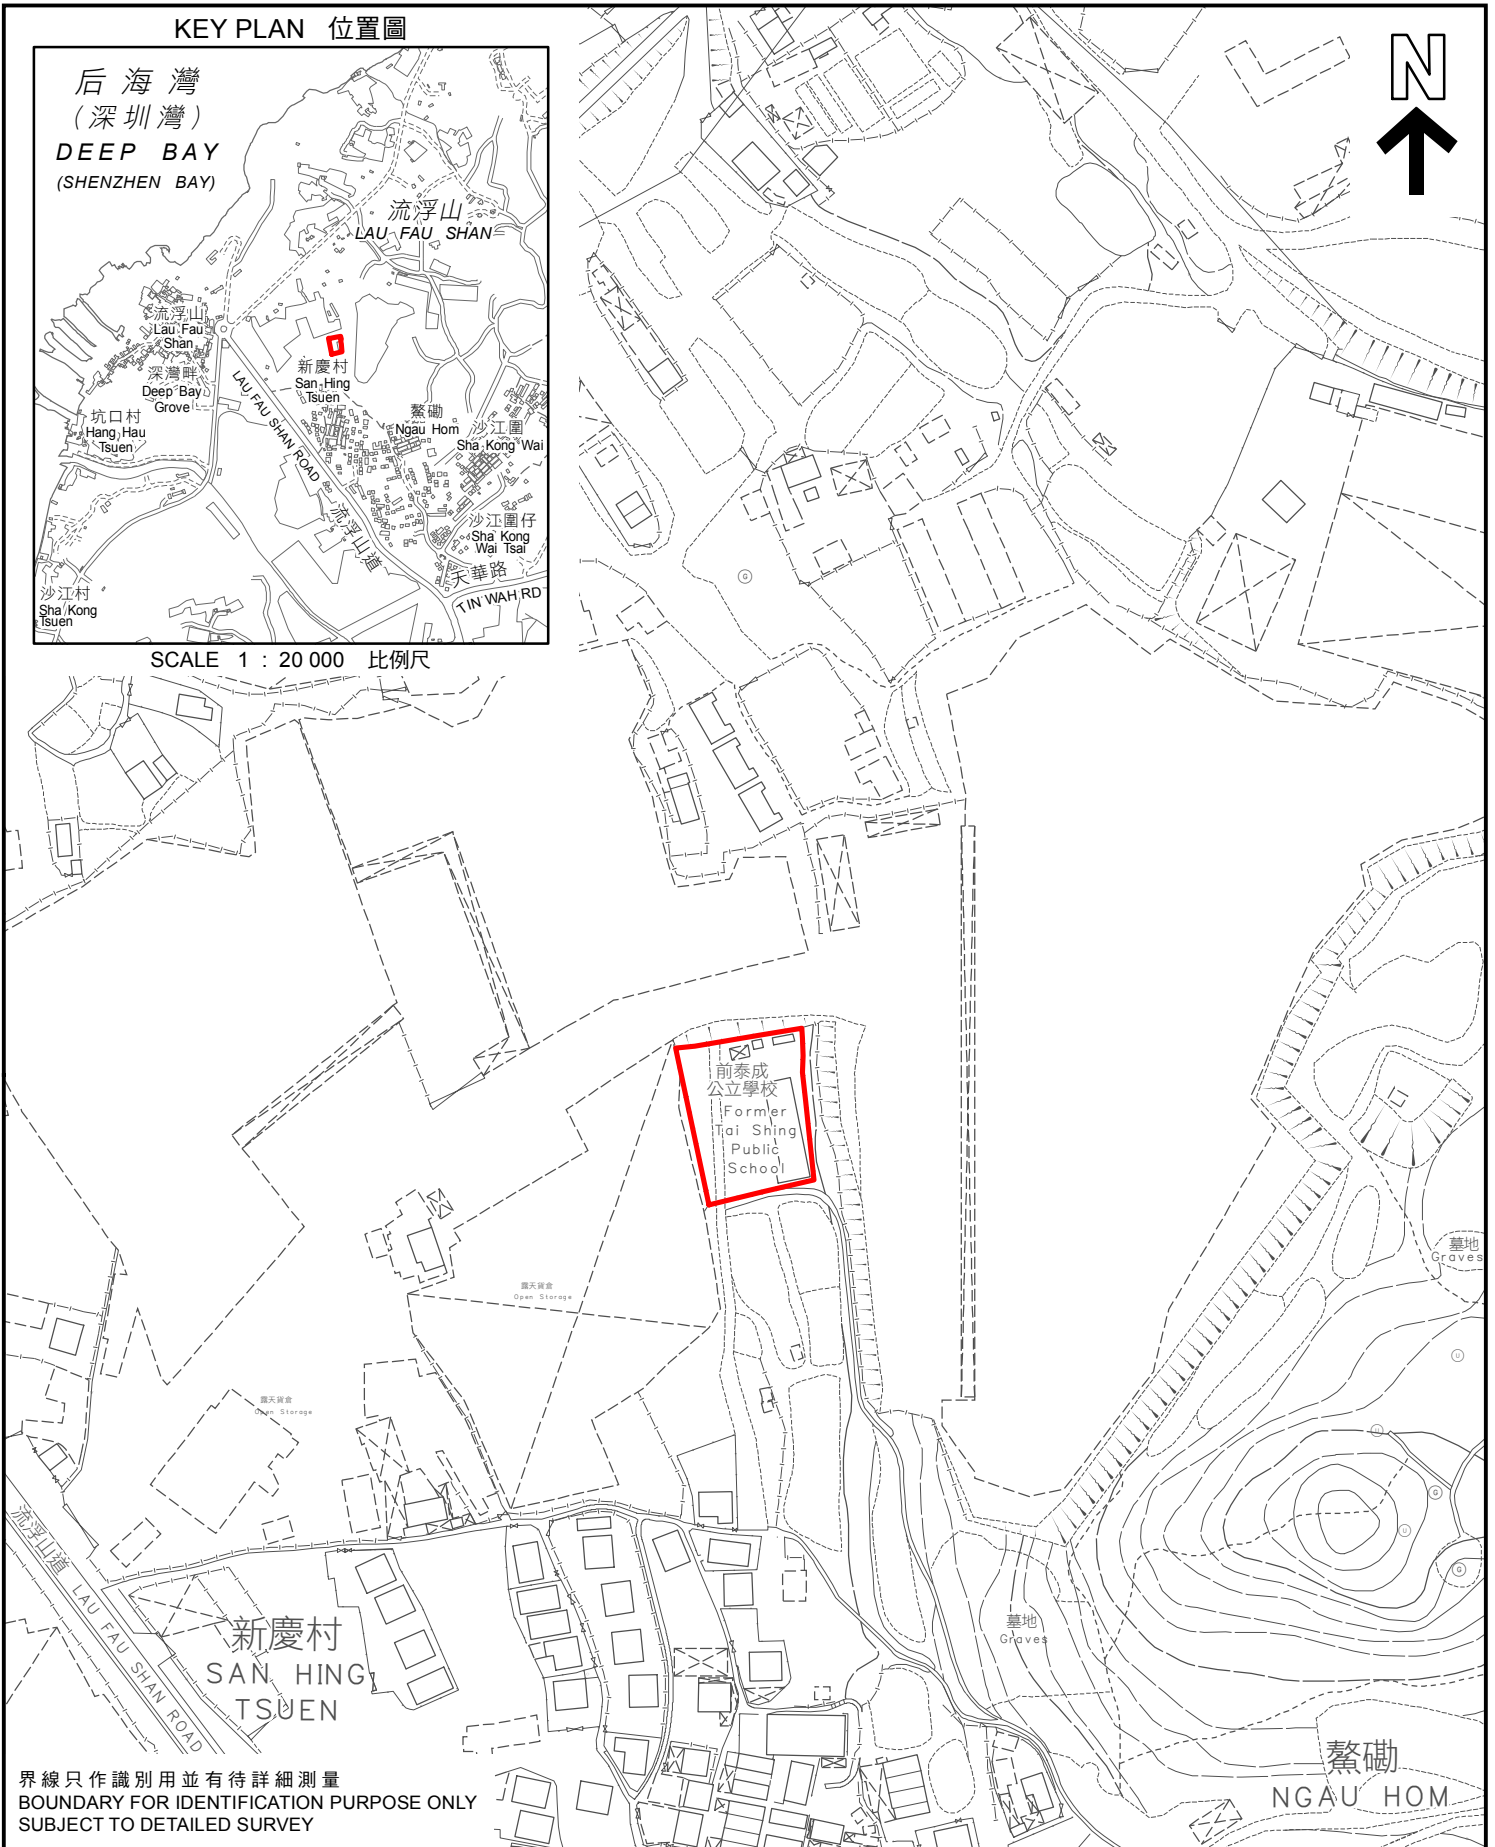 KEY PLAN 位置圖
后海灣
(深圳灣)
DEEP BAY
(SHENZHEN BAY)
流浮山
LAU FAU SHAN
流浮山
Lau Fau
Shan
深灣畔
Deep Bay
Grove
坑口村
Hang Hau
Tsuen
新慶村
San Hing
Tsuen
鰲磡
Ngau Hom
沙江圍
Sha Kong Wai
LAU FAU SHAN ROAD
流浮山道
沙江圍仔
Sha Kong
Wai Tsai
天華路
TIN WAH RD
沙江村
Sha Kong
Tsuen
SCALE 1 : 20 000 比例尺
N
G
前泰成
公立學校
Former
Tai Shing
Public
School
墓地
Graves
露天貨倉
Open Storage
露天貨倉
Open Storage
U
U
G
U
G
流浮山道 LAU FAU SHAN ROAD
新慶村
SAN HING
TSUEN
墓地
Graves
鰲磡
NGAU HOM
界線只作識別用並有待詳細測量
BOUNDARY FOR IDENTIFICATION PURPOSE ONLY
SUBJECT TO DETAILED SURVEY